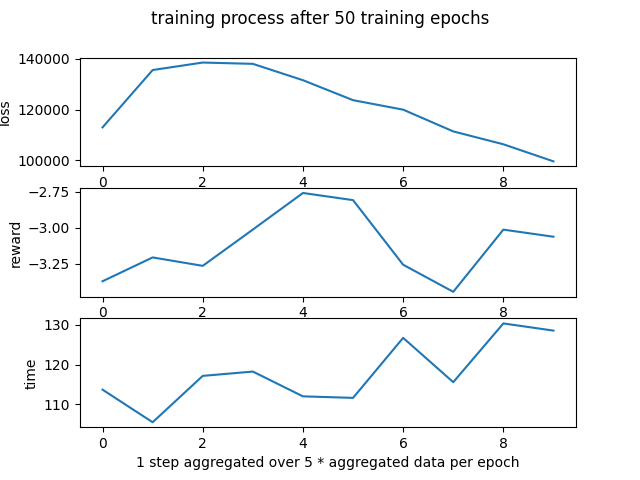 training process after 50 training epochs
140000
120000
100000
loss
0 2 4 6 8
−2.75
−3.00
−3.25
reward
0 2 4 6 8
130
120
110
time
0 2 4 6 8
1 step aggregated over 5 * aggregated data per epoch